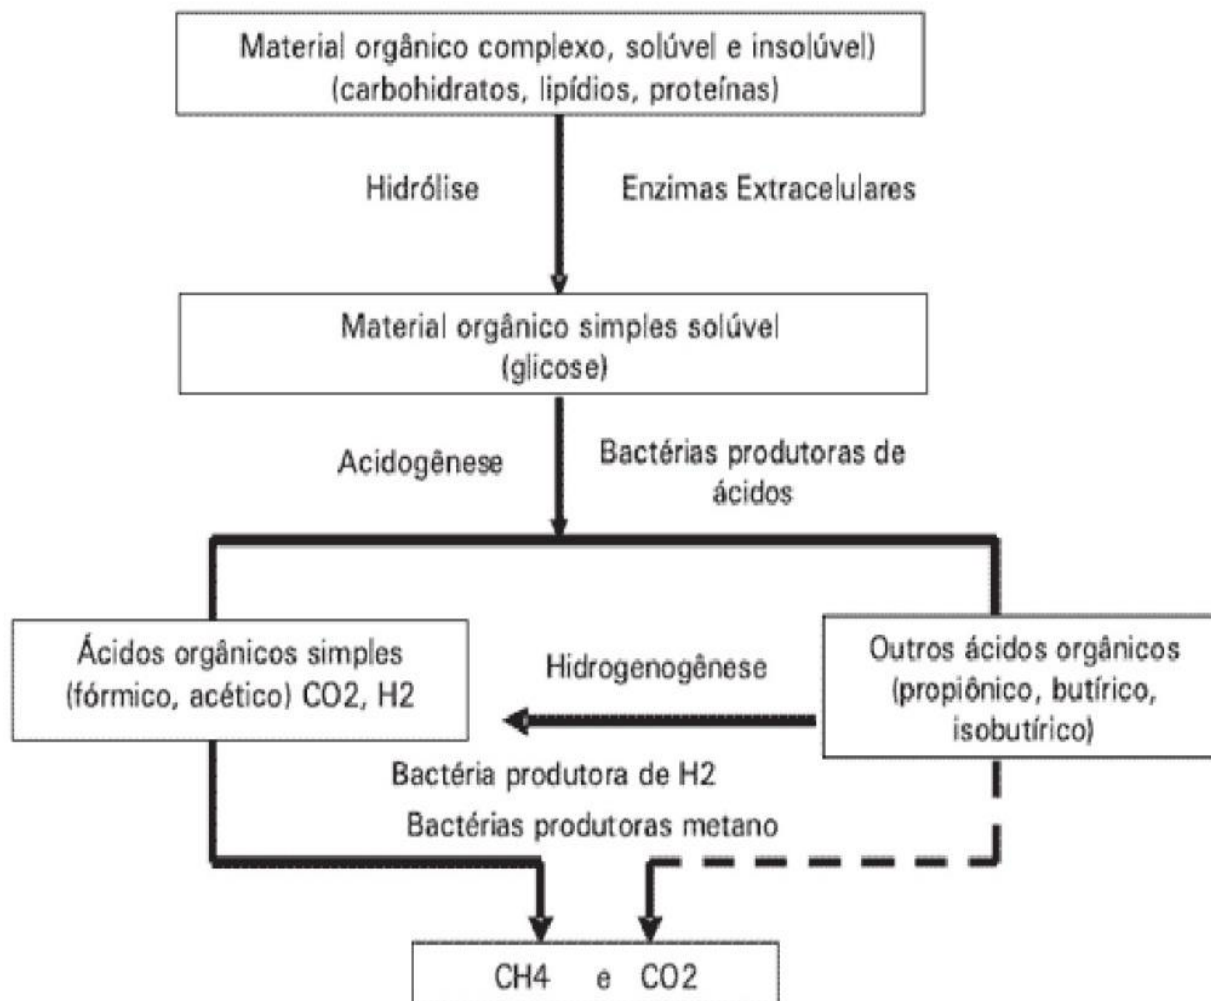 Material orgânico complexo, solúvel e insolúvel)
(carbohidratos, lipídios, proteínas)
Hidrólise
Enzimas Extracelulares
Material orgânico simples solúvel
(glicose)
Acidogênese
Bactérias produtoras de
ácidos
Ácidos orgânicos simples
(fórmico, acético) CO2, H2
Hidrogenogênese
Outros ácidos orgânicos
(propiônico, butírico,
isobutírico)
Bactéria produtora de H2
Bactérias produtoras metano
CH4 e CO2